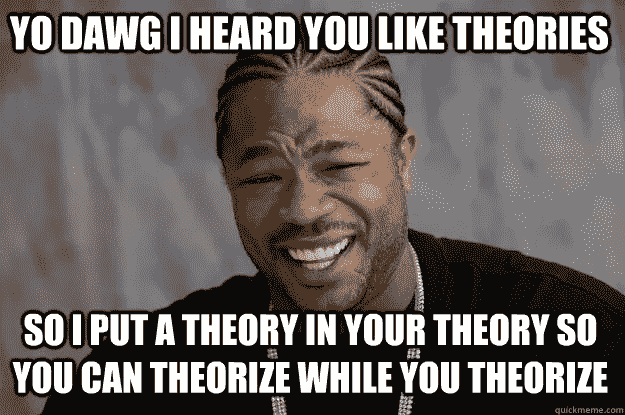 YO DAWG I HEARD YOU LIKE THEORIES
SO I PUT A THEORY IN YOUR THEORY SO
YOU CAN THEORIZE WHILE YOU THEORIZE
quickmeme.com